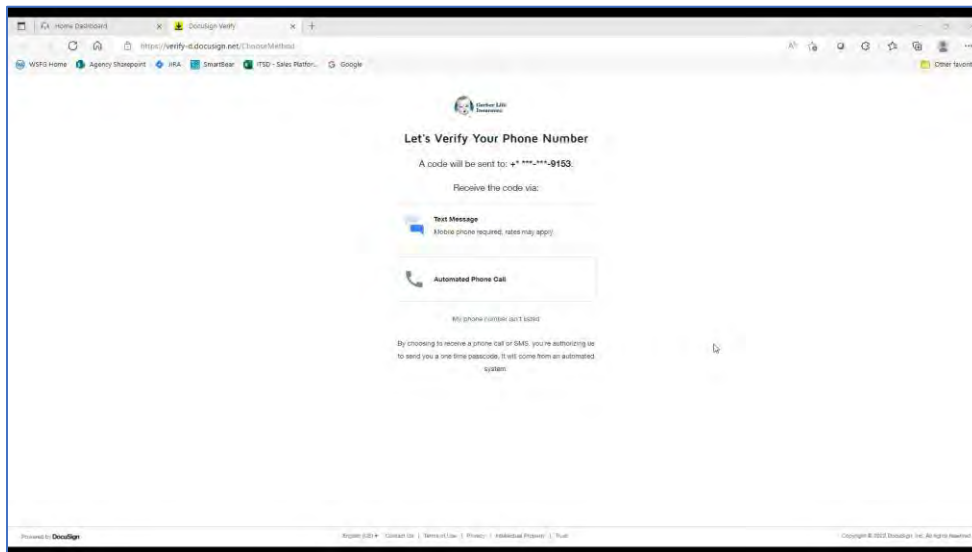 Home Dashboard
DocuSign Verify
https://verify-d.docusign.net/ChooseMethod
WSFG Home
Agency Sharepoint
JIRA
SmartBear
ITSD - Sales Platfor...
Google
Other favorit
Gerber Life
Insurance
Let's Verify Your Phone Number
A code will be sent to: +* ***-***-9153.
Receive the code via:
Text Message
Mobile phone required, rates may apply
Automated Phone Call
My phone number isn't listed
By choosing to receive a phone call or SMS, you're authorizing us
to send you a one time passcode. It will come from an automated
system
Powered by DocuSign
English (US) Contact Us | Terms of Use | Privacy | Intellectual Property | Trust
Copyright © 2022 DocuSign, Inc. All rights reserved